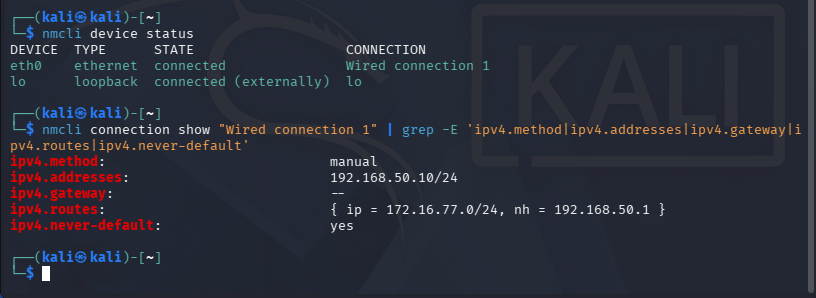 ┌──(kali㉿kali)-[~]
└─$ nmcli device status
DEVICE  TYPE      STATE                   CONNECTION
eth0    ethernet  connected               Wired connection 1
lo      loopback  connected (externally)  lo

┌──(kali㉿kali)-[~]
└─$ nmcli connection show "Wired connection 1" | grep -E 'ipv4.method|ipv4.addresses|ipv4.gateway|i
pv4.routes|ipv4.never-default'
ipv4.method:                            manual
ipv4.addresses:                         192.168.50.10/24
ipv4.gateway:                           --
ipv4.routes:                            { ip = 172.16.77.0/24, nh = 192.168.50.1 }
ipv4.never-default:                     yes

┌──(kali㉿kali)-[~]
└─$
KALI